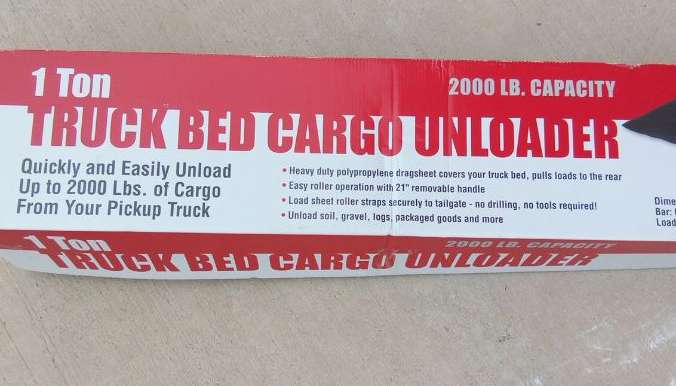 1 Ton
2000 LB. CAPACITY
TRUCK BED CARGO UNLOADER
Quickly and Easily Unload
Up to 2000 Lbs. of Cargo
From Your Pickup Truck
• Heavy duty polypropylene dragsheet covers your truck bed, pulls loads to the rear
• Easy roller operation with 21" removable handle
• Load sheet roller straps securely to tailgate - no drilling, no tools required!
• Unload soil, gravel, logs, packaged goods and more
Dime
Bar:
Load
1 Ton
2000 LB. CAPACITY
TRUCK BED CARGO UNLOADER